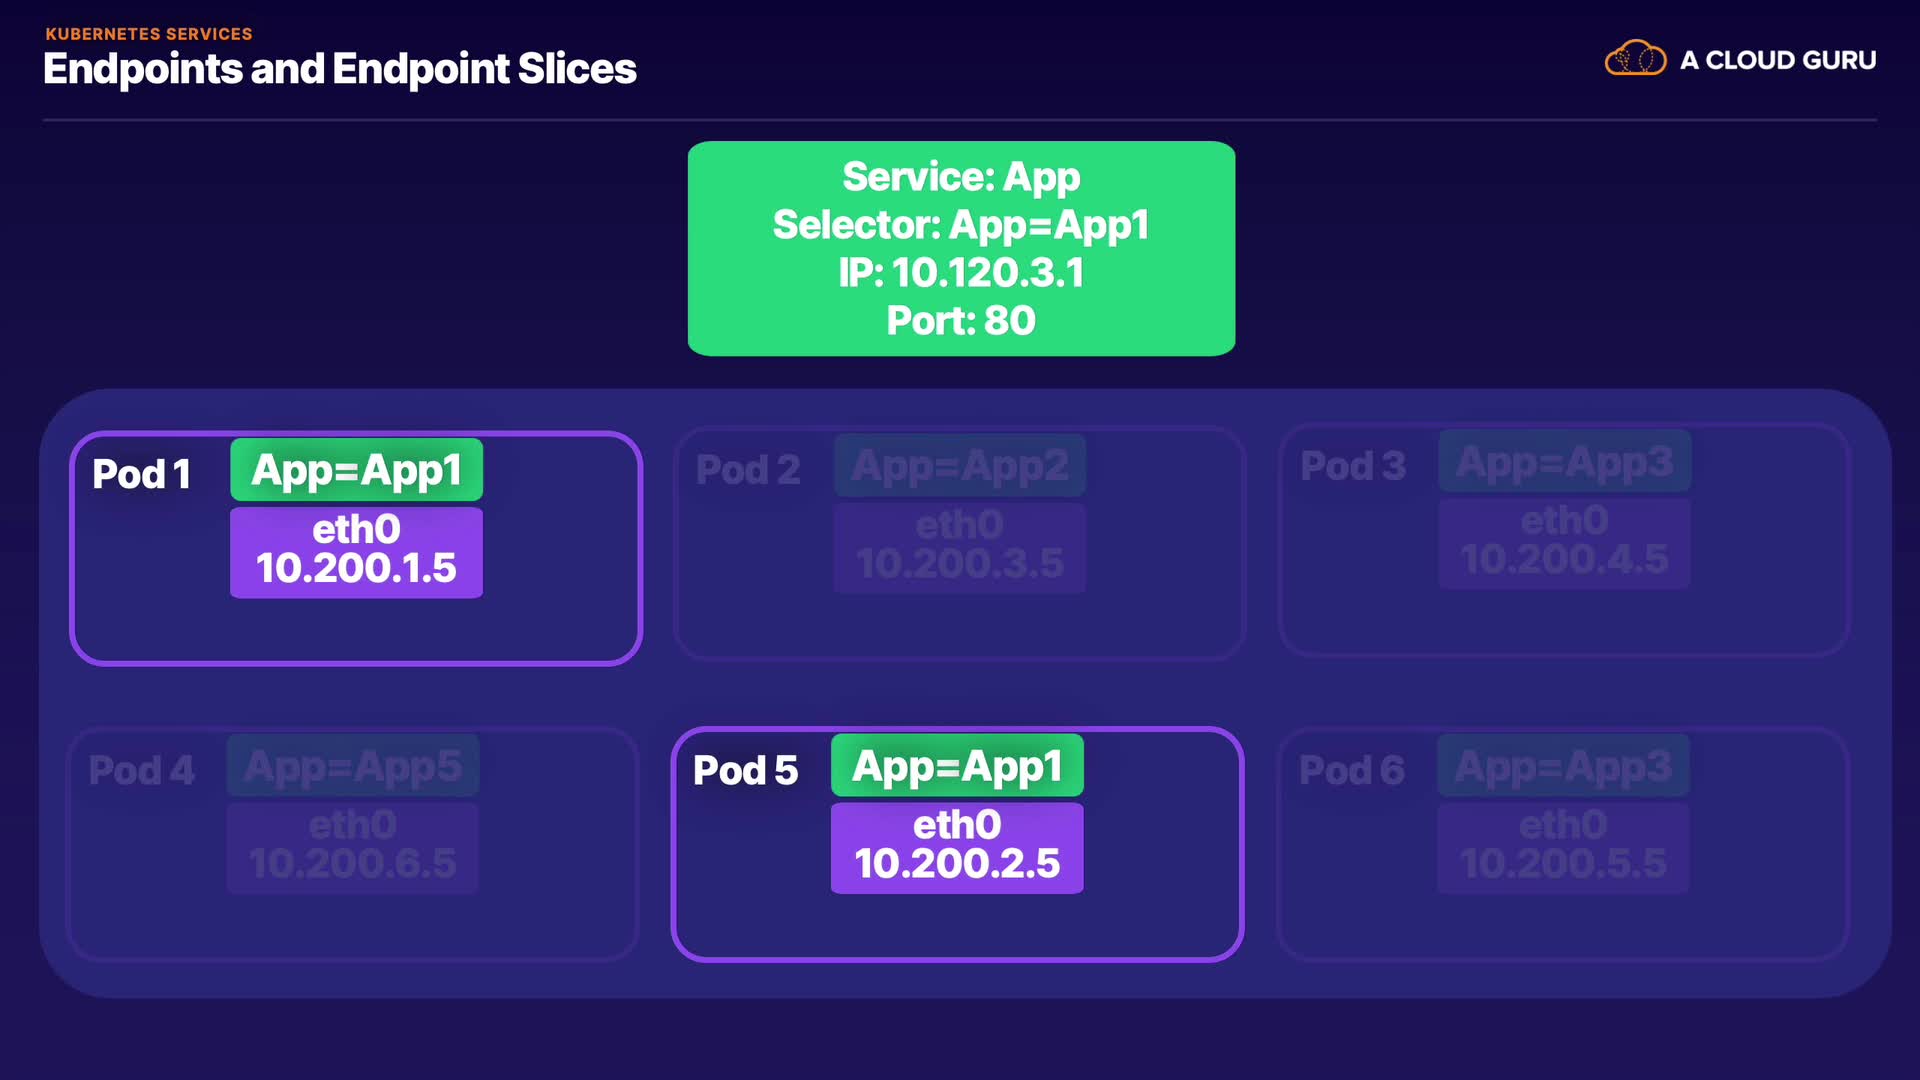 KUBERNETES SERVICES
Endpoints and Endpoint Slices
A CLOUD GURU
Service: App
Selector: App=App1
IP: 10.120.3.1
Port: 80
Pod 1
App=App1
eth0
10.200.1.5
Pod 2
App=App2
eth0
10.200.3.5
Pod 3
App=App3
eth0
10.200.4.5
Pod 4
App=App5
eth0
10.200.6.5
Pod 5
App=App1
eth0
10.200.2.5
Pod 6
App=App3
eth0
10.200.5.5